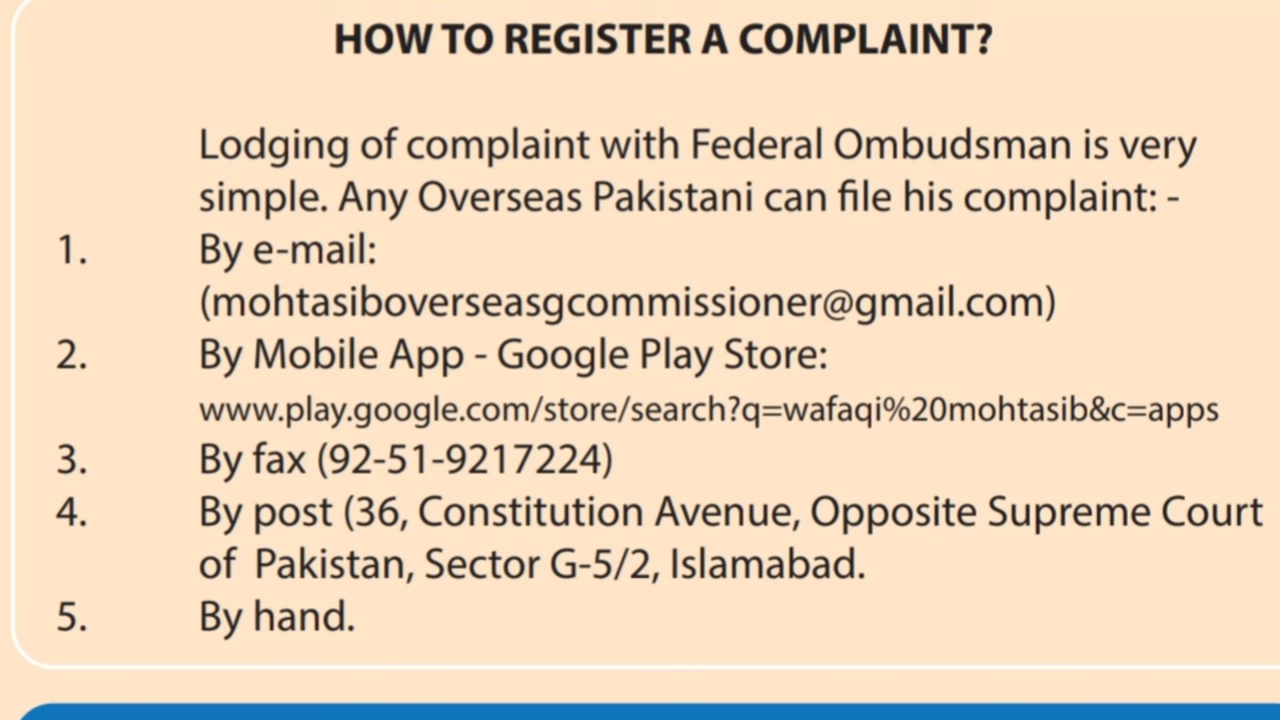 HOW TO REGISTER A COMPLAINT?
Lodging of complaint with Federal Ombudsman is very
simple. Any Overseas Pakistani can file his complaint: -
1. By e-mail:
(mohtasiboverseasgcommissioner@gmail.com)
2. By Mobile App - Google Play Store:
www.play.google.com/store/search?q=wafaqi%20mohtasib&c=apps
3. By fax (92-51-9217224)
4. By post (36, Constitution Avenue, Opposite Supreme Court
of Pakistan, Sector G-5/2, Islamabad.
5. By hand.